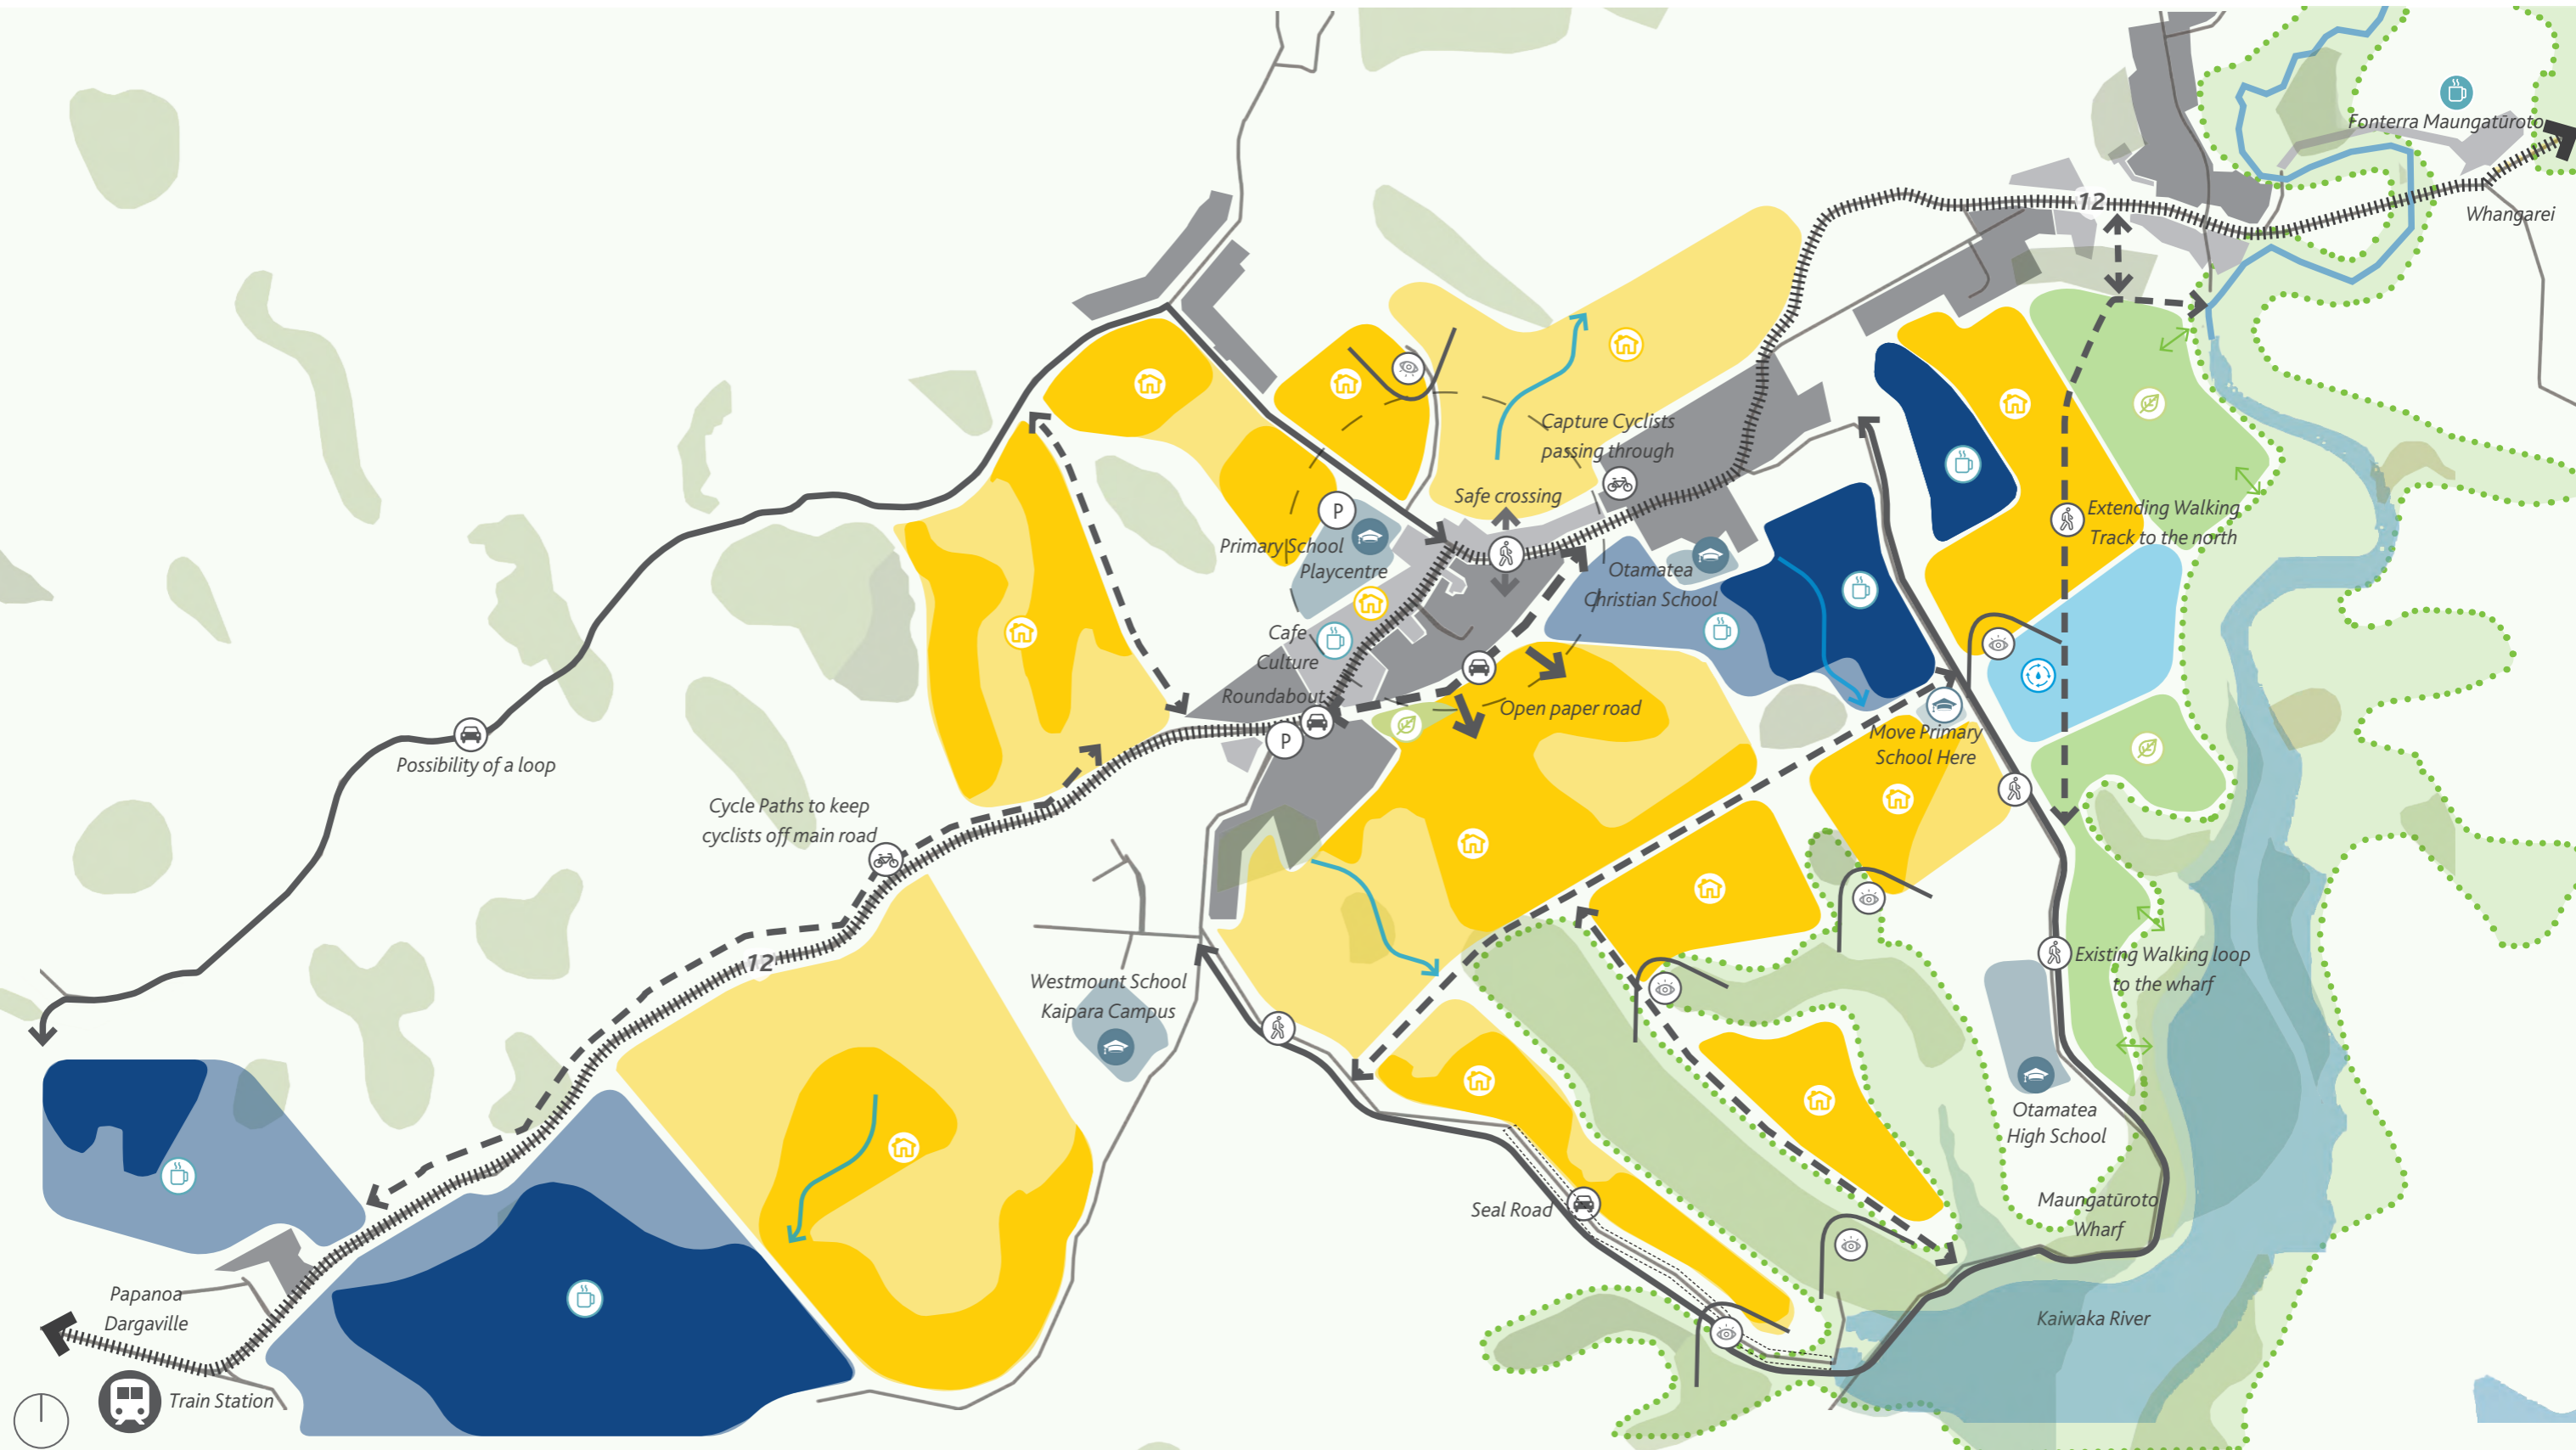 Fonterra Maungatūroto
12
Whangarei
Capture Cyclists
passing through
Safe crossing
P
Primary School
Playcentre
Otamatea
Christian School
Extending Walking
Track to the north
Cafe
Culture
Roundabout
P
Open paper road
Move Primary
School Here
Possibility of a loop
Cycle Paths to keep
cyclists off main road
12
Westmount School
Kaipara Campus
Existing Walking loop
to the wharf
Otamatea
High School
Seal Road
Maungatūroto
Wharf
Papanoa
Dargaville
Kaiwaka River
Train Station